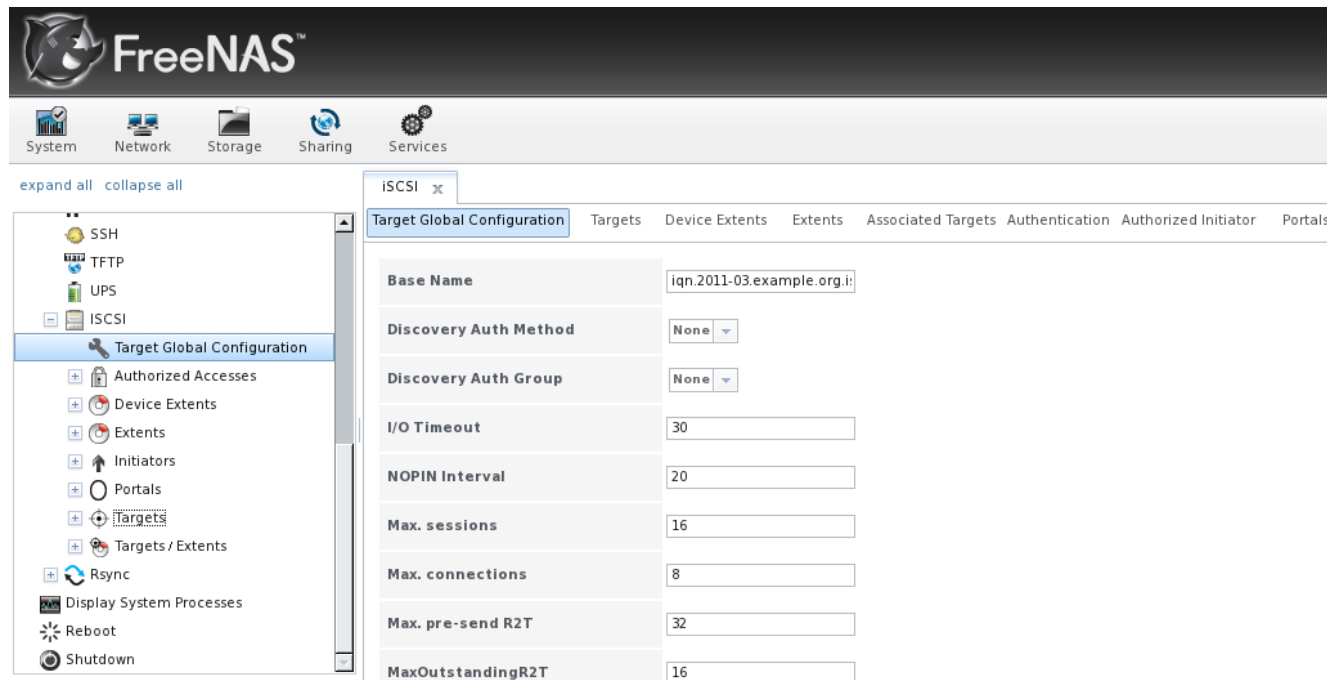 FreeNAS™
System Network Storage Sharing Services
expand all collapse all
SSH
TFTP
UPS
ISCSI
Target Global Configuration
Authorized Accesses
Device Extents
Extents
Initiators
Portals
Targets
Targets / Extents
Rsync
Display System Processes
Reboot
Shutdown
iSCSI x
Target Global Configuration Targets Device Extents Extents Associated Targets Authentication Authorized Initiator Portals
Base Name iqn.2011-03.example.org.i
Discovery Auth Method None
Discovery Auth Group None
I/O Timeout 30
NOPIN Interval 20
Max. sessions 16
Max. connections 8
Max. pre-send R2T 32
MaxOutstandingR2T 16